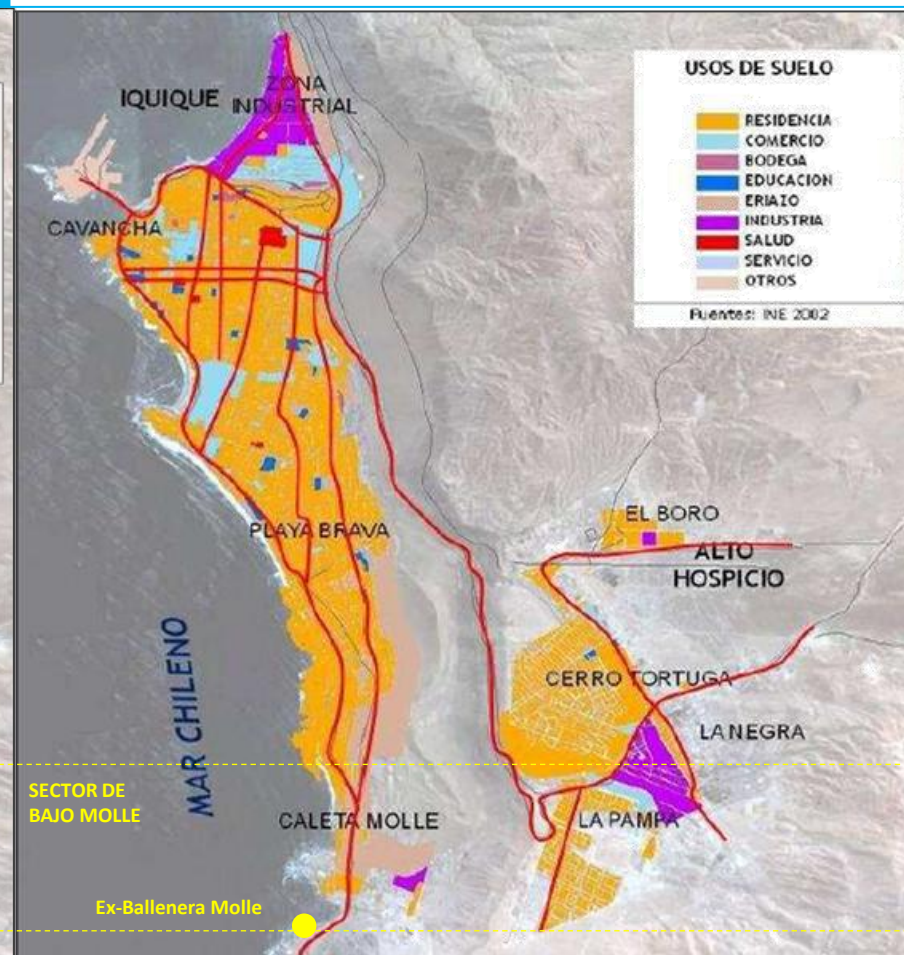 USOS DE SUELO
RESIDENCIA
COMERCIO
BODEGA
EDUCACION
ERIAZO
INDUSTRIA
SALUD
SERVICIO
OTROS
Fuentes: INE 2002
IQUIQUE
ZONA
INDUSTRIAL
CAVANCHA
PLAYA BRAVA
EL BORO
ALTO
HOSPICIO
MAR CHILENO
CERRO TORTUGA
LA NEGRA
SECTOR DE
BAJO MOLLE
CALETA MOLLE
LA PAMPA
Ex-Ballenera Molle